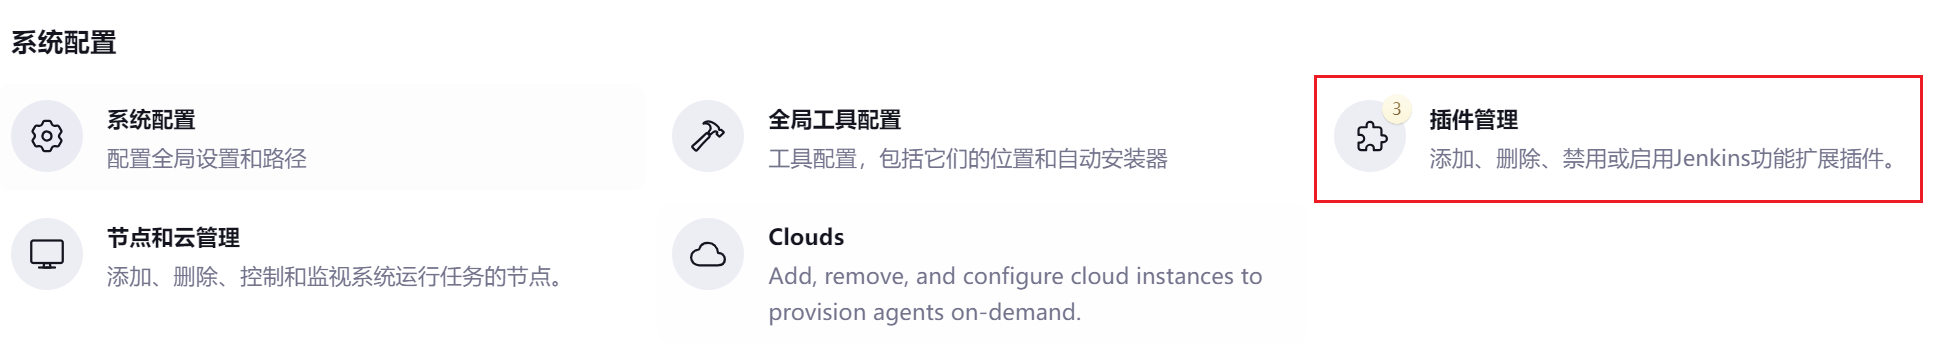 系统配置
系统配置
配置全局设置和路径
全局工具配置
工具配置，包括它们的位置和自动安装器
3
插件管理
添加、删除、禁用或启用Jenkins功能扩展插件。
节点和云管理
添加、删除、控制和监视系统运行任务的节点。
Clouds
Add, remove, and configure cloud instances to
provision agents on-demand.